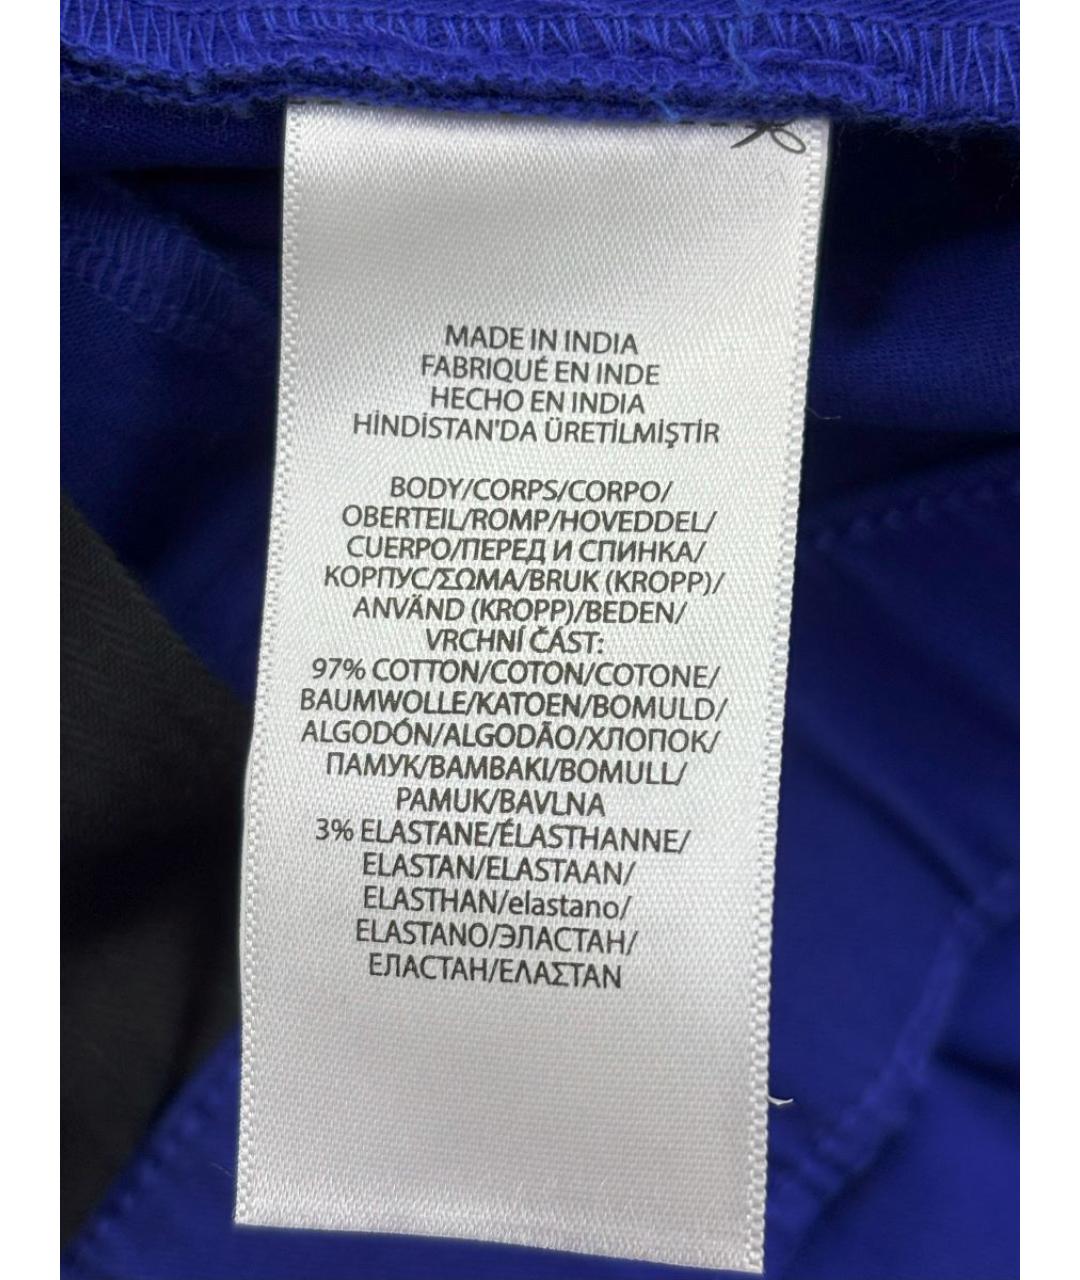 MADE IN INDIA
FABRIQUÉ EN INDE
HECHO EN INDIA
HİNDİSTAN'DA ÜRETİLMİŞTİR
BODY/CORPS/CORPO/
OBERTEIL/ROMP/HOVEDDEL/
CUERPO/ПЕРЕД И СПИНКА/
КОРПУС/ΣΩΜΑ/BRUK (KROPP)/
ANVÄND (KROPP)/BEDEN/
VRCHNÍ ČÁST:
97% COTTON/COTON/COTONE/
BAUMWOLLE/KATOEN/BOMULD/
ALGODÓN/ALGODÃO/ХЛОПОК/
ПАМУК/ΒΑΜΒΑΚΙ/BOMULL/
PAMUK/BAVLNA
3% ELASTANE/ÉLASTHANNE/
ELASTAN/ELASTAAN/
ELASTHAN/elastano/
ELASTANO/ЭЛАСТАН/
ЕЛАСТАН/ΕΛΑΣΤΑΝ